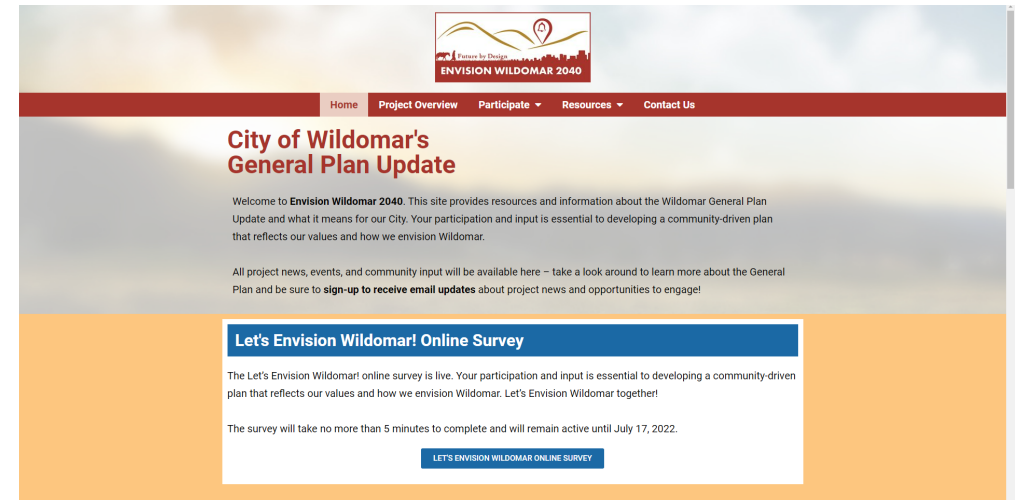 Future by Design
ENVISION WILDOMAR 2040
Home Project Overview Participate Resources Contact Us
City of Wildomar's
General Plan Update
Welcome to Envision Wildomar 2040. This site provides resources and information about the Wildomar General Plan
Update and what it means for our City. Your participation and input is essential to developing a community-driven plan
that reflects our values and how we envision Wildomar.
All project news, events, and community input will be available here – take a look around to learn more about the General
Plan and be sure to sign-up to receive email updates about project news and opportunities to engage!
Let's Envision Wildomar! Online Survey
The Let’s Envision Wildomar! online survey is live. Your participation and input is essential to developing a community-driven
plan that reflects our values and how we envision Wildomar. Let’s Envision Wildomar together!
The survey will take no more than 5 minutes to complete and will remain active until July 17, 2022.
LET'S ENVISION WILDOMAR ONLINE SURVEY